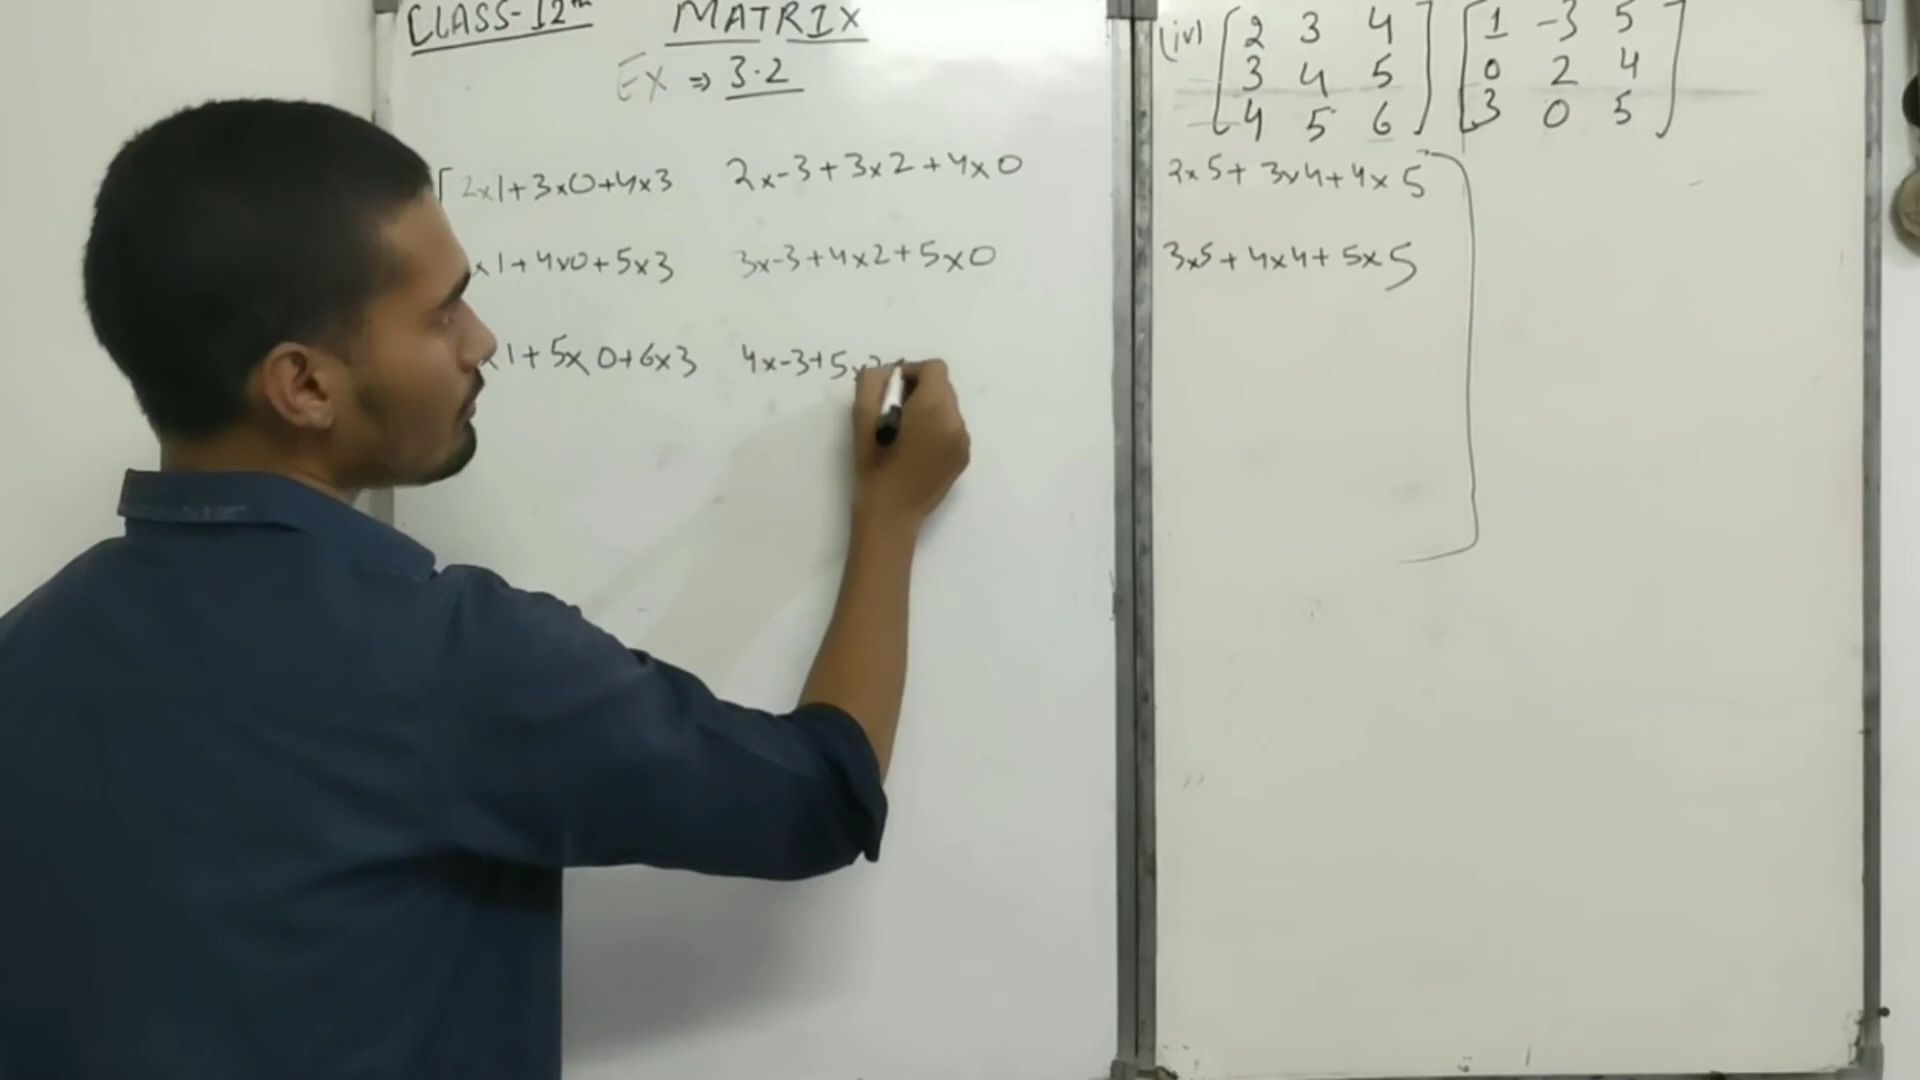 CLASS-12th MATRIX
Ex ⇒ 3.2
(iv) [2 3 4] [1 -3 5]
3 4 5 0 2 4
4 5 6 3 0 5
[2x1+3x0+4x3 2x-3+3x2+4x0 2x5+3x4+4x5]
x1+4x0+5x3 3x-3+4x2+5x0 3x5+4x4+5x5
x1+5x0+6x3 4x-3+5x